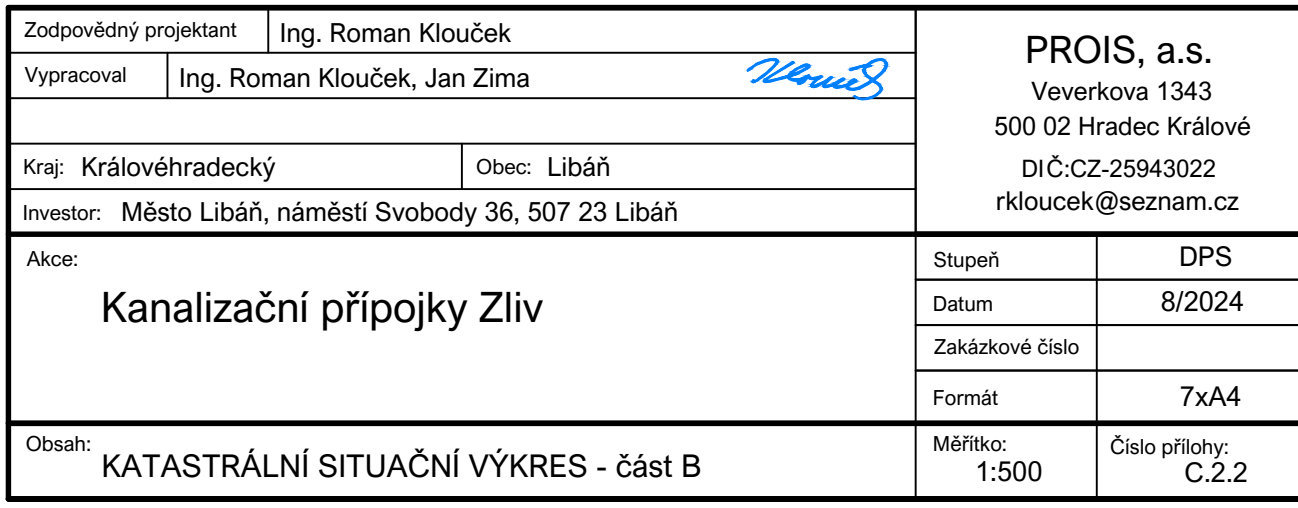 Zodpovědný projektant Ing. Roman Klouček
Vypracoval Ing. Roman Klouček, Jan Zima
Kraj: Královéhradecký Obec: Libáň
Investor: Město Libáň, náměstí Svobody 36, 507 23 Libáň
PROIS, a.s.
Veverkova 1343
500 02 Hradec Králové
DIČ:CZ-25943022
rkloucek@seznam.cz
Akce:
Kanalizační přípojky Zliv
Stupeň DPS
Datum 8/2024
Zakázkové číslo
Formát 7xA4
Obsah: KATASTRÁLNÍ SITUAČNÍ VÝKRES - část B
Měřítko:
1:500
Číslo přílohy:
C.2.2